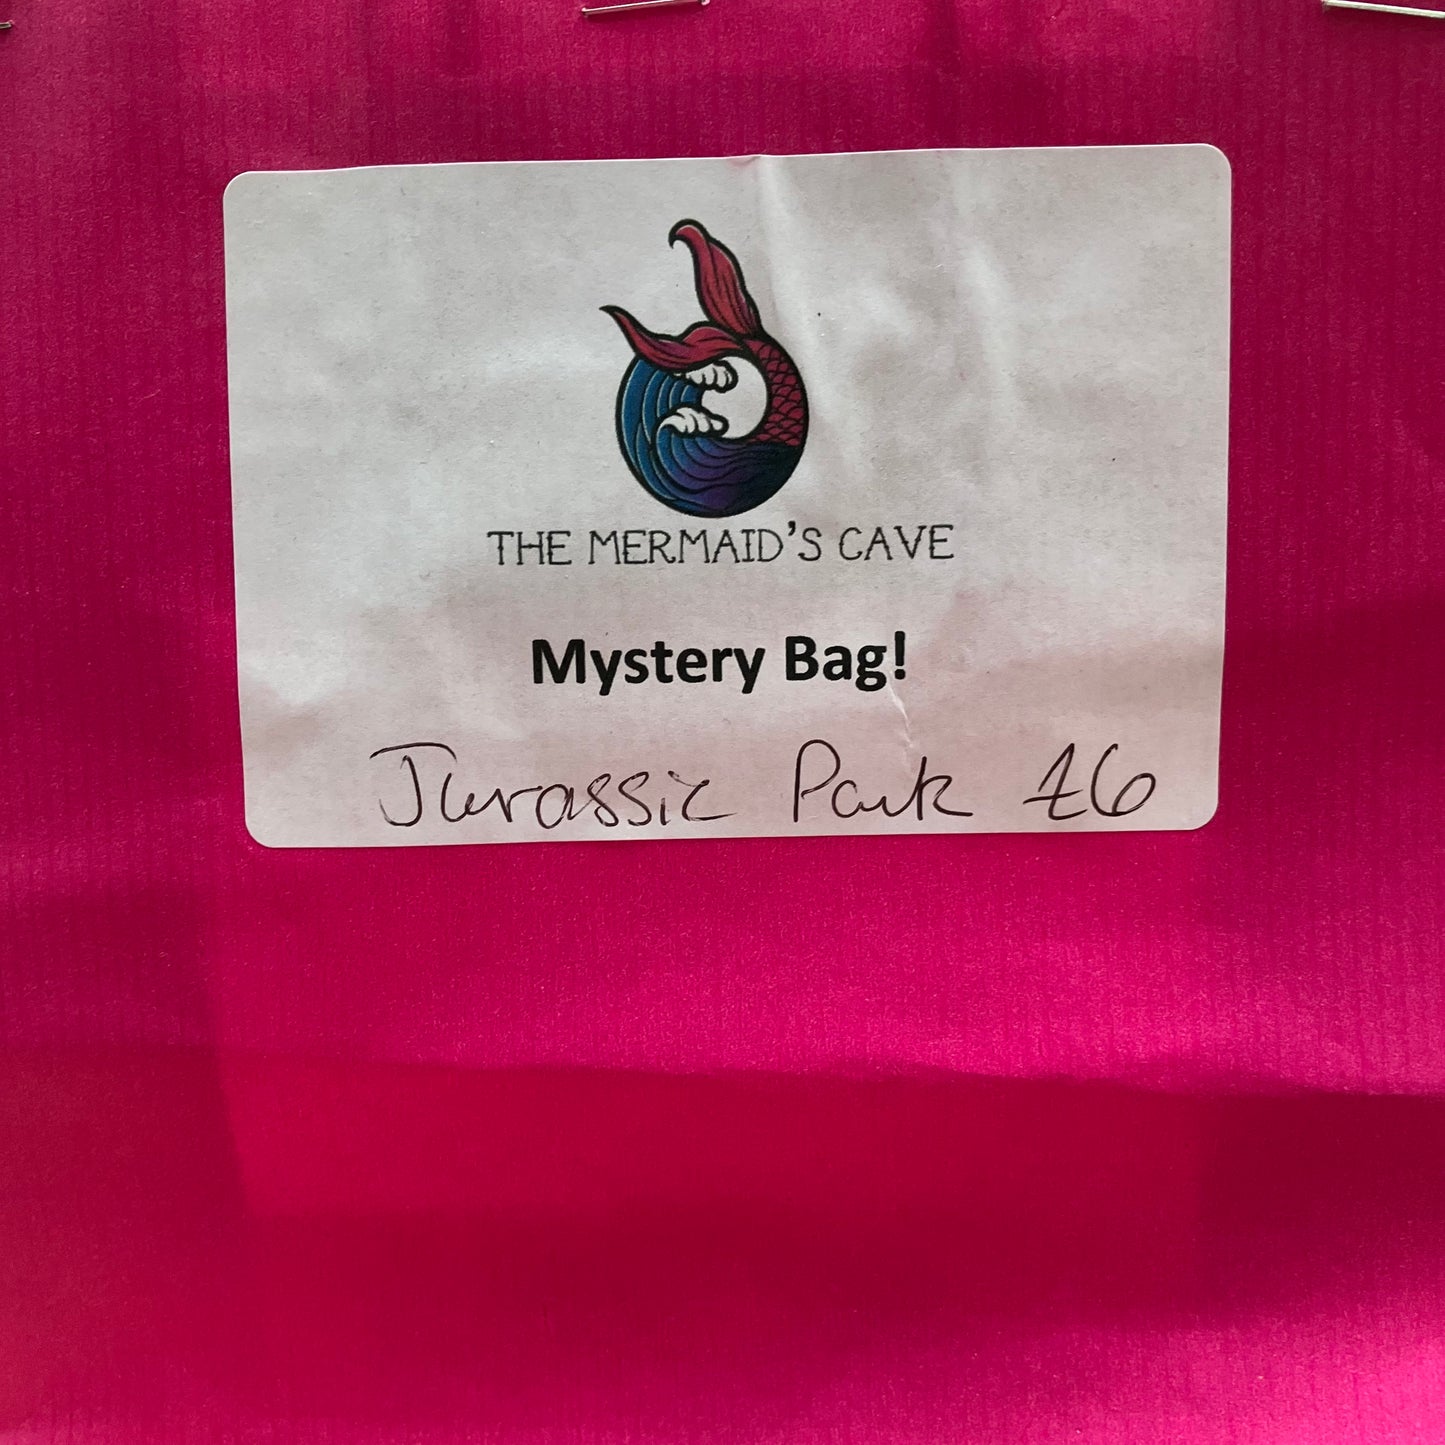 THE MERMAID'S CAVE
Mystery Bag!
Jurassic Park £6